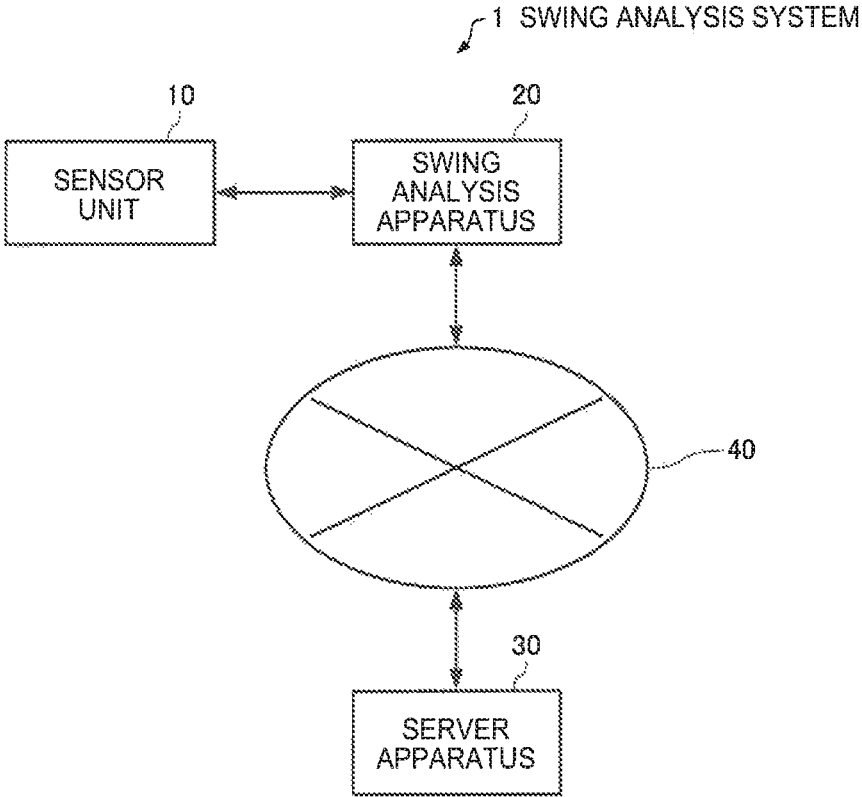 1 SWING ANALYSIS SYSTEM
10
20
SENSOR
UNIT
SWING
ANALYSIS
APPARATUS
40
30
SERVER
APPARATUS